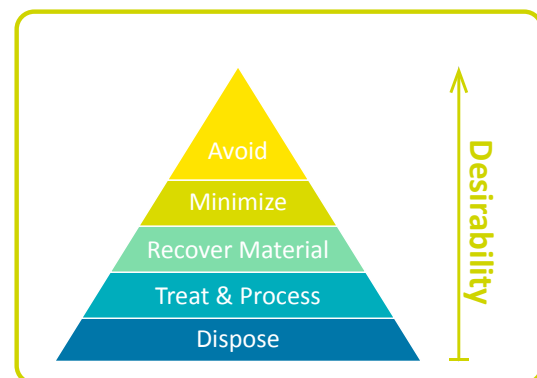 Avoid
Minimize
Recover Material
Treat & Process
Dispose
Desirability